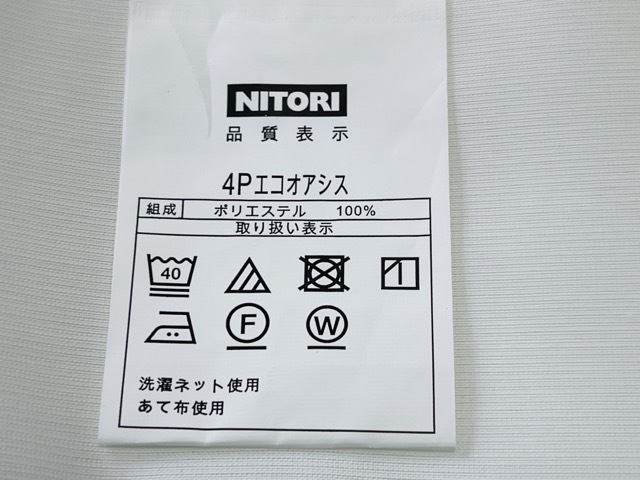 NITORI
品質表示
4Pエコオアシス
組成 ポリエステル 100%
取り扱い表示
40
F W
洗濯ネット使用
あて布使用